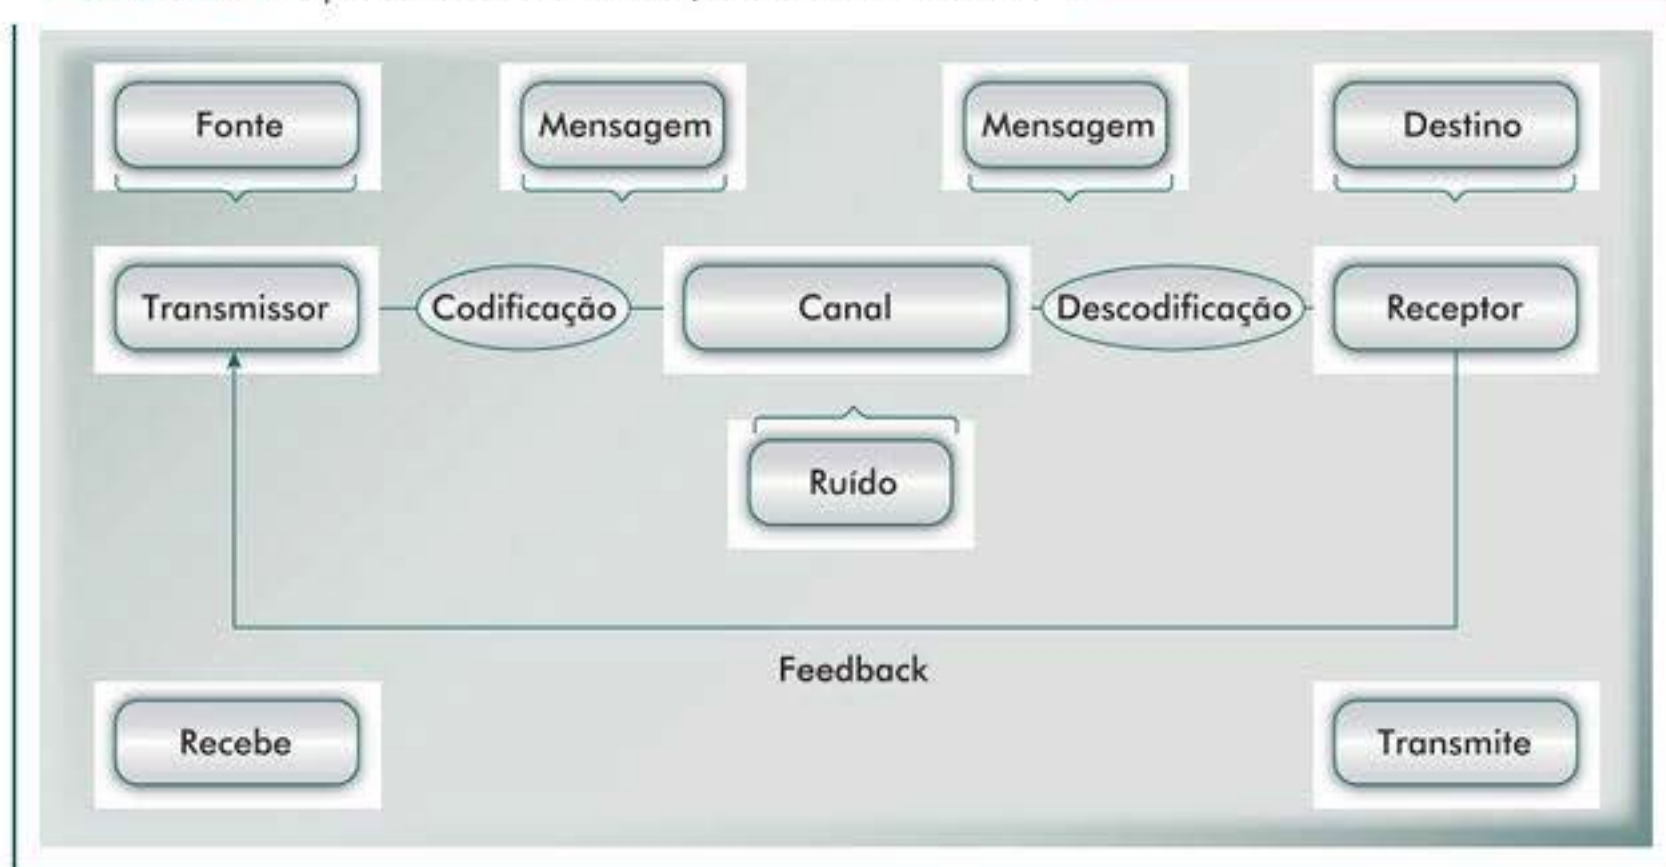 Fonte
Mensagem
Mensagem
Destino
Transmissor
Codificação
Canal
Descodificação
Receptor
Ruído
Feedback
Recebe
Transmite